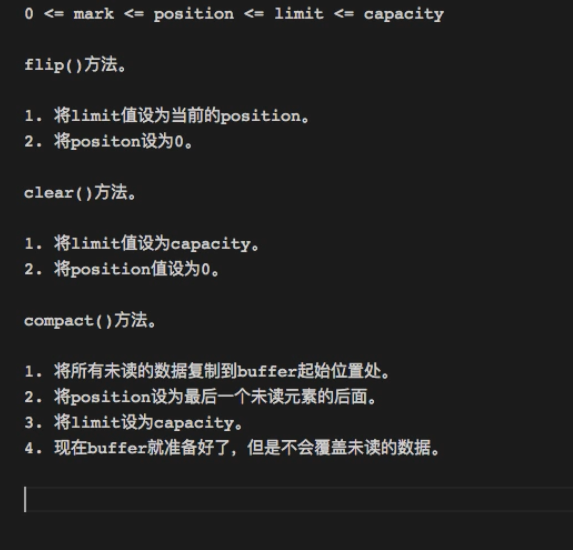 0 <= mark <= position <= limit <= capacity
flip()方法。
1. 将limit值设为当前的position。
2. 将positon设为0。
clear()方法。
1. 将limit值设为capacity。
2. 将position值设为0。
compact()方法。
1. 将所有未读的数据复制到buffer起始位置处。
2. 将position设为最后一个未读元素的后面。
3. 将limit设为capacity。
4. 现在buffer就准备好了，但是不会覆盖未读的数据。